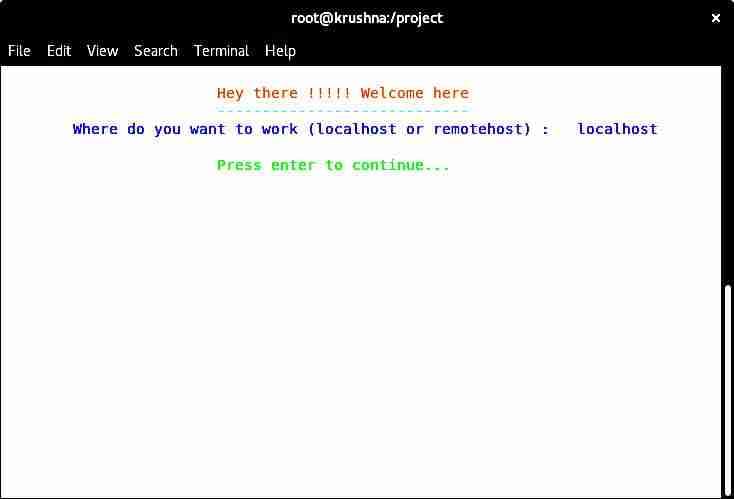 root@krushna:/project
×
File Edit View Search Terminal Help
Hey there !!!!! Welcome here
----------------------------
Where do you want to work (localhost or remotehost) :   localhost
Press enter to continue...